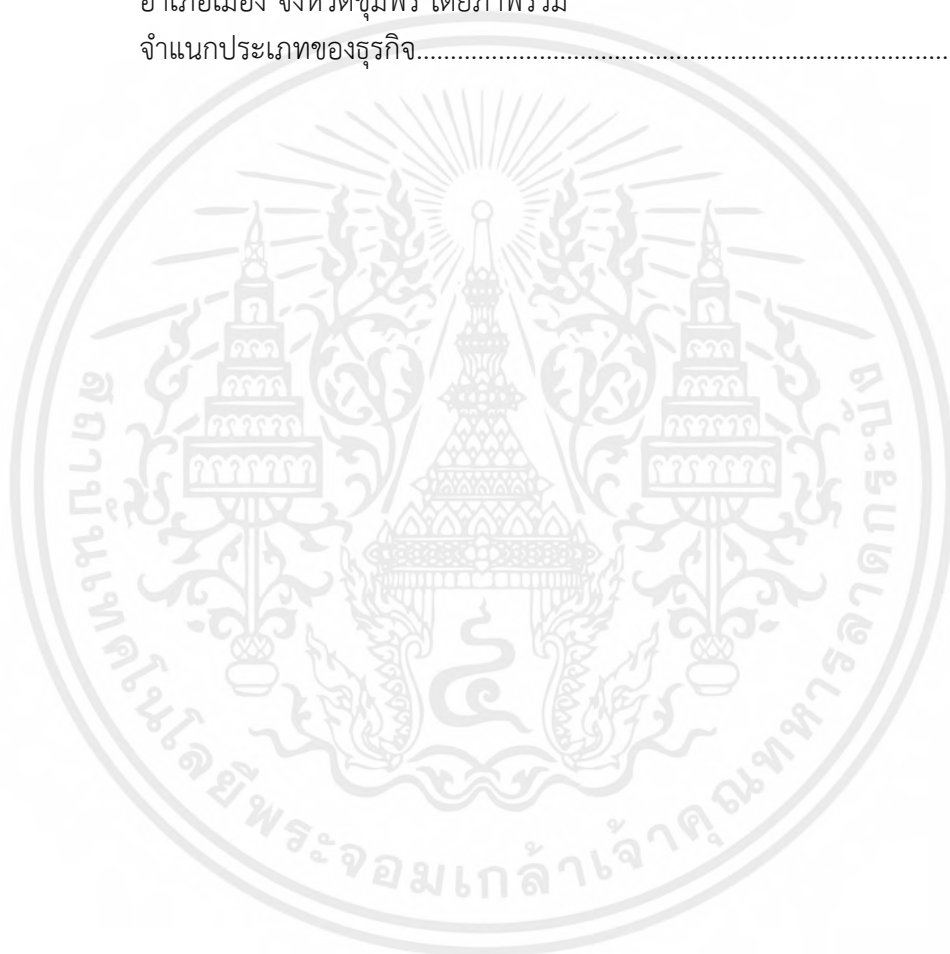 อำเภอเมือง จังหวัดชุมพร โดยภาพรวม
จำแนกประเภทของธุรกิจ................................................................................
สถาบันเทคโนโลยีพระจอมเกล้าเจ้าคุณทหารลาดกระบัง